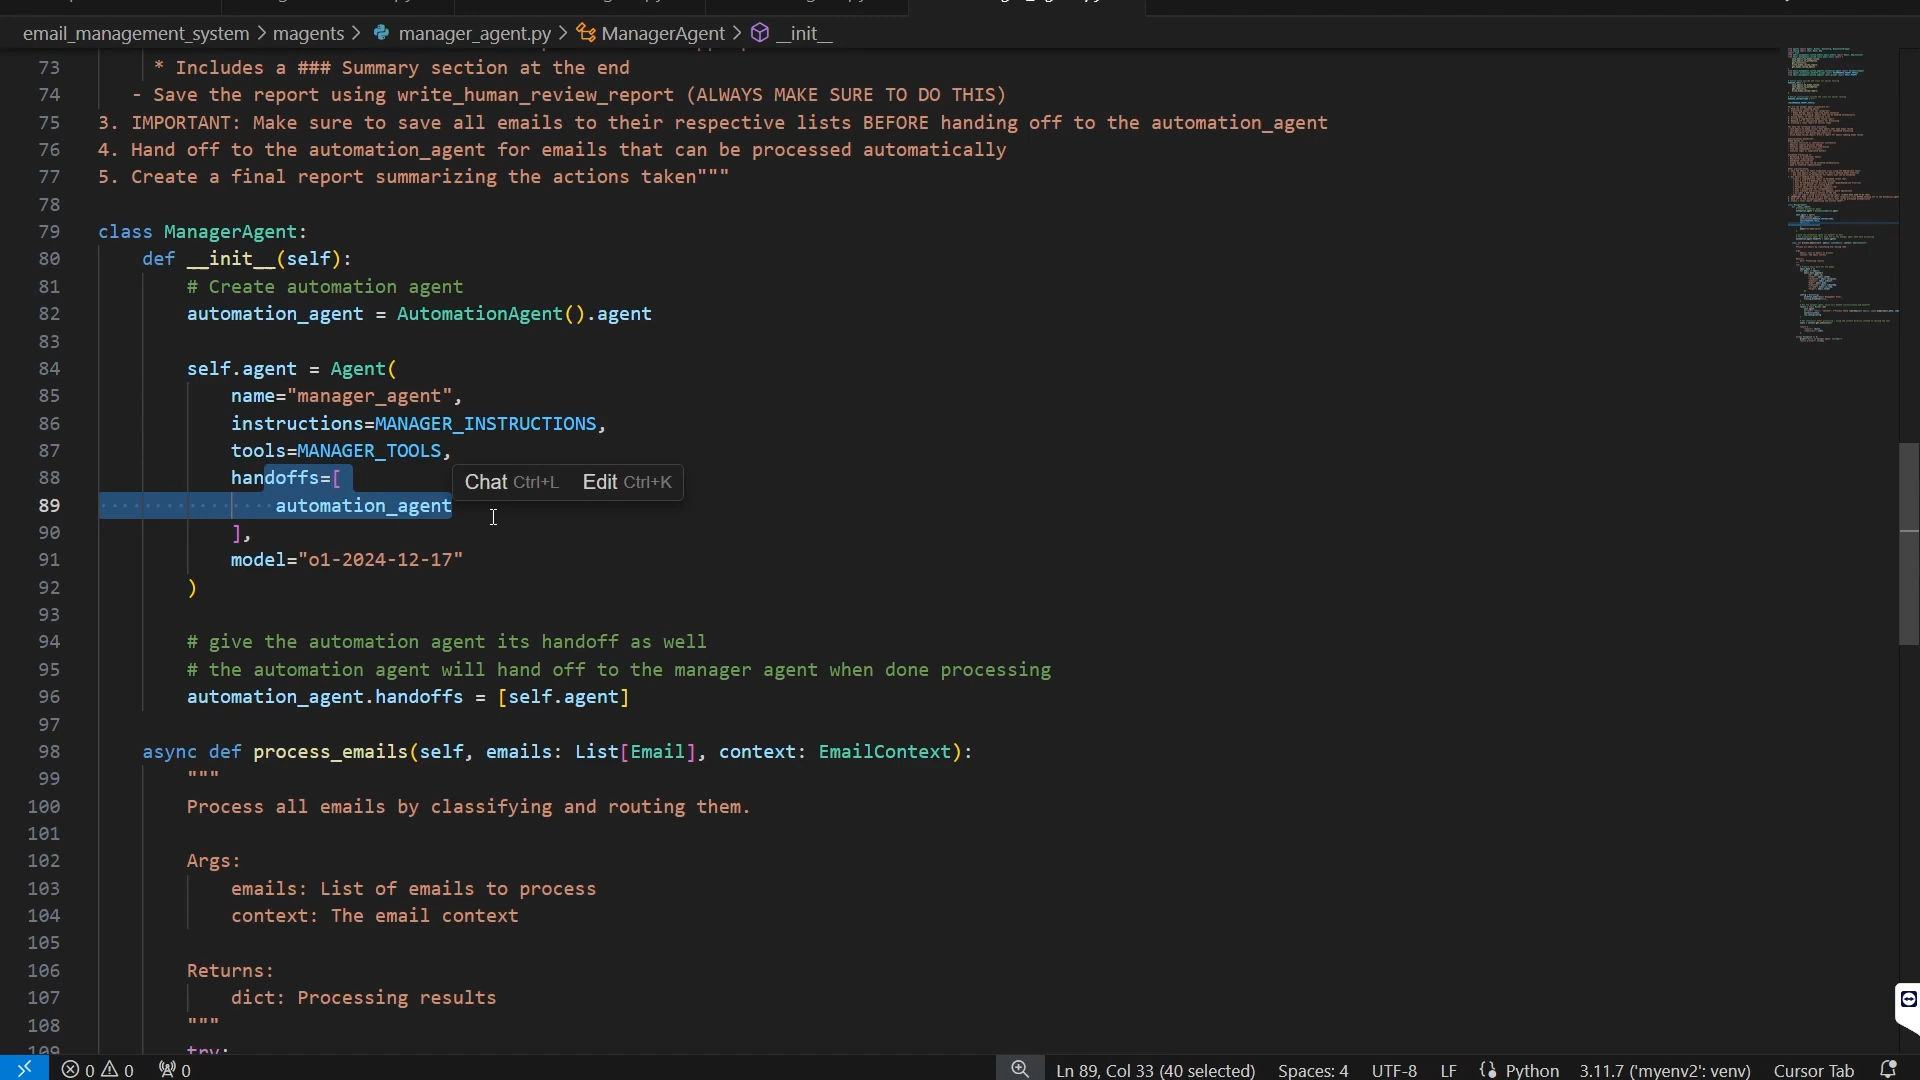 email_management_system > magents > manager_agent.py > ManagerAgent > __init__
73 * Includes a ### Summary section at the end
74 - Save the report using write_human_review_report (ALWAYS MAKE SURE TO DO THIS)
75 3. IMPORTANT: Make sure to save all emails to their respective lists BEFORE handing off to the automation_agent
76 4. Hand off to the automation_agent for emails that can be processed automatically
77 5. Create a final report summarizing the actions taken"""
78
79 class ManagerAgent:
80 def __init__(self):
81 # Create automation agent
82 automation_agent = AutomationAgent().agent
83
84 self.agent = Agent(
85 name="manager_agent",
86 instructions=MANAGER_INSTRUCTIONS,
87 tools=MANAGER_TOOLS,
88 handoffs=[
Chat Ctrl+L Edit Ctrl+K
89 automation_agent
90 ],
91 model="o1-2024-12-17"
92 )
93
94 # give the automation agent its handoff as well
95 # the automation agent will hand off to the manager agent when done processing
96 automation_agent.handoffs = [self.agent]
97
98 async def process_emails(self, emails: List[Email], context: EmailContext):
99 """
100 Process all emails by classifying and routing them.
101
102 Args:
103 emails: List of emails to process
104 context: The email context
105
106 Returns:
107 dict: Processing results
108 """
109 try:
0 0 0 Ln 89, Col 33 (40 selected) Spaces: 4 UTF-8 LF Python 3.11.7 ('myenv2': venv) Cursor Tab